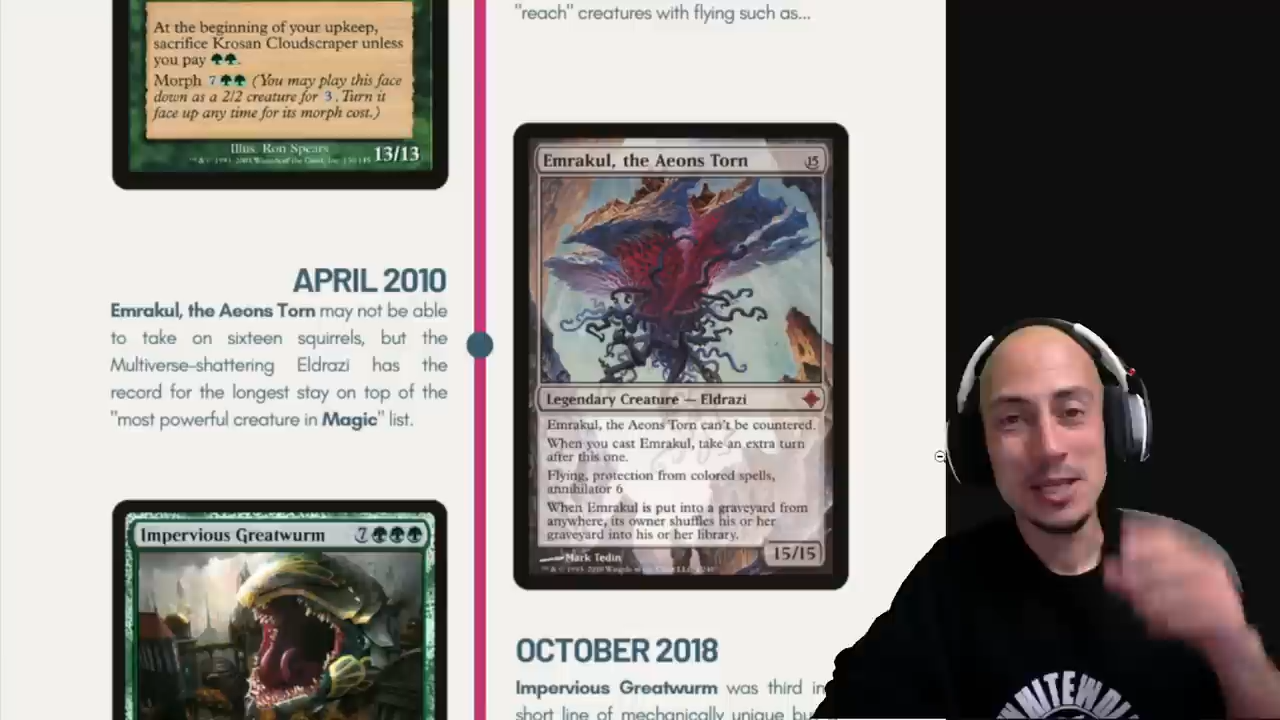 At the beginning of your upkeep,
sacrifice Krosan Cloudscraper unless
you pay
Morph 7 (You may play this face
down as a 2/2 creature for 3. Turn it
face up any time for its morph cost.)
Illus. Ron Spears
13/13
"reach" creatures with flying such as...
APRIL 2010
Emrakul, the Aeons Torn may not be able
to take on sixteen squirrels, but the
Multiverse-shattering Eldrazi has the
record for the longest stay on top of the
"most powerful creature in Magic" list.
Emrakul, the Aeons Torn 15
Legendary Creature — Eldrazi
Emrakul, the Aeons Torn can't be countered.
When you cast Emrakul, take an extra turn
after this one.
Flying, protection from colored spells,
annihilator 6
When Emrakul is put into a graveyard from
anywhere, its owner shuffles his or her
graveyard into his or her library.
Mark Tedin
15/15
Impervious Greatwurm 7
OCTOBER 2018
Impervious Greatwurm was third in
short line of mechanically unique bu